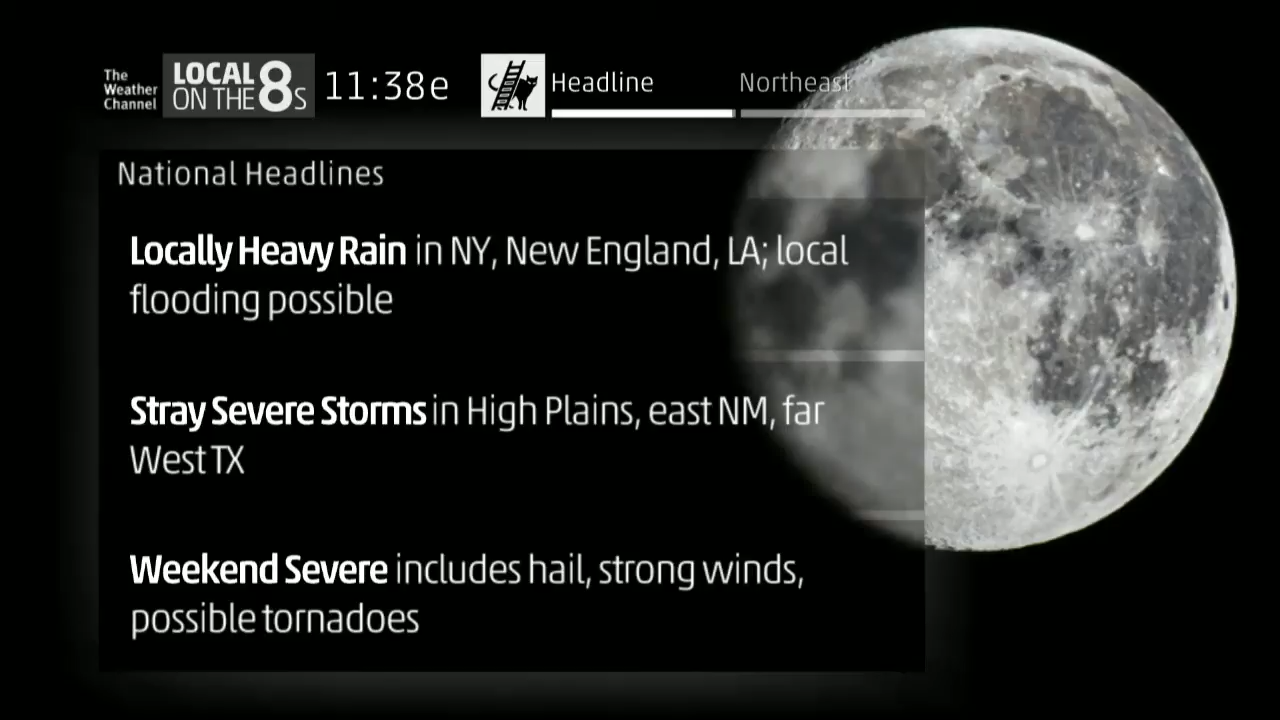 The
Weather
Channel
LOCAL
ON THE 8s
11:38e
Headline
Northeast
National Headlines
Locally Heavy Rain in NY, New England, LA; local
flooding possible
Stray Severe Storms in High Plains, east NM, far
West TX
Weekend Severe includes hail, strong winds,
possible tornadoes